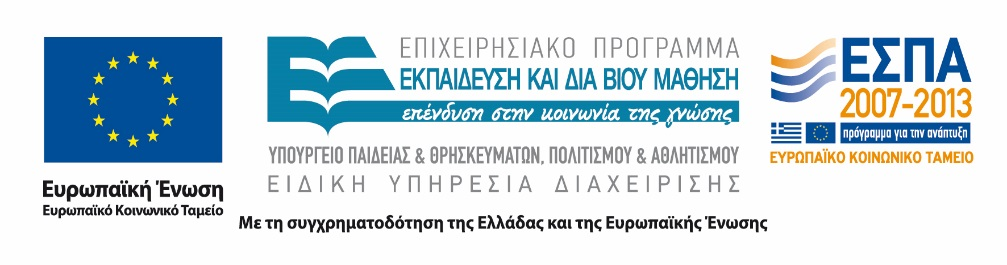 Ευρωπαϊκή Ένωση
Ευρωπαϊκό Κοινωνικό Ταμείο
ΕΠΙΧΕΙΡΗΣΙΑΚΟ ΠΡΟΓΡΑΜΜΑ
ΕΚΠΑΙΔΕΥΣΗ ΚΑΙ ΔΙΑ ΒΙΟΥ ΜΑΘΗΣΗ
επένδυση στην κοινωνία της γνώσης
ΥΠΟΥΡΓΕΙΟ ΠΑΙΔΕΙΑΣ & ΘΡΗΣΚΕΥΜΑΤΩΝ, ΠΟΛΙΤΙΣΜΟΥ & ΑΘΛΗΤΙΣΜΟΥ
ΕΙΔΙΚΗ ΥΠΗΡΕΣΙΑ ΔΙΑΧΕΙΡΙΣΗΣ
Με τη συγχρηματοδότηση της Ελλάδας και της Ευρωπαϊκής Ένωσης
ΕΣΠΑ
2007-2013
πρόγραμμα για την ανάπτυξη
ΕΥΡΩΠΑΪΚΟ ΚΟΙΝΩΝΙΚΟ ΤΑΜΕΙΟ